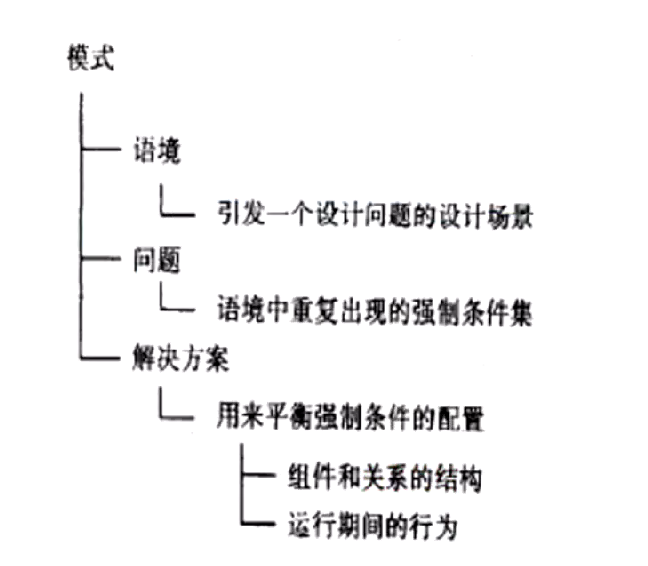 模式
语境
引发一个设计问题的设计场景
问题
语境中重复出现的强制条件集
解决方案
用来平衡强制条件的配置
组件和关系的结构
运行期间的行为